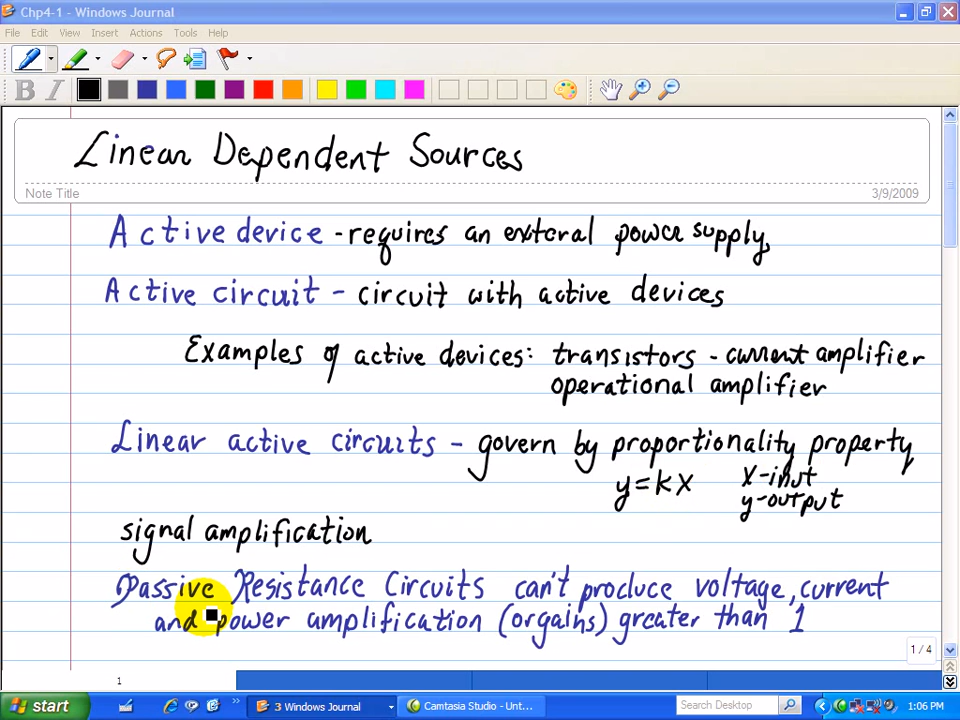 Chp4-1 - Windows Journal
File Edit View Insert Actions Tools Help
B I
Linear Dependent Sources
Note Title 3/9/2009
Active device - requires an exteral power supply,
Active circuit - circuit with active devices
Examples of active devices: transistors - current amplifier
operational amplifier
Linear active circuits - govern by proportionality property
y=kx x-inut
y-output
signal amplification
Passive Resistance Circuits can't produce voltage, current
and power amplification (orgains) greater than 1
1 / 4
1
start 3 Windows Journal Camtasia Studio - Unt... Search Desktop 1:06 PM